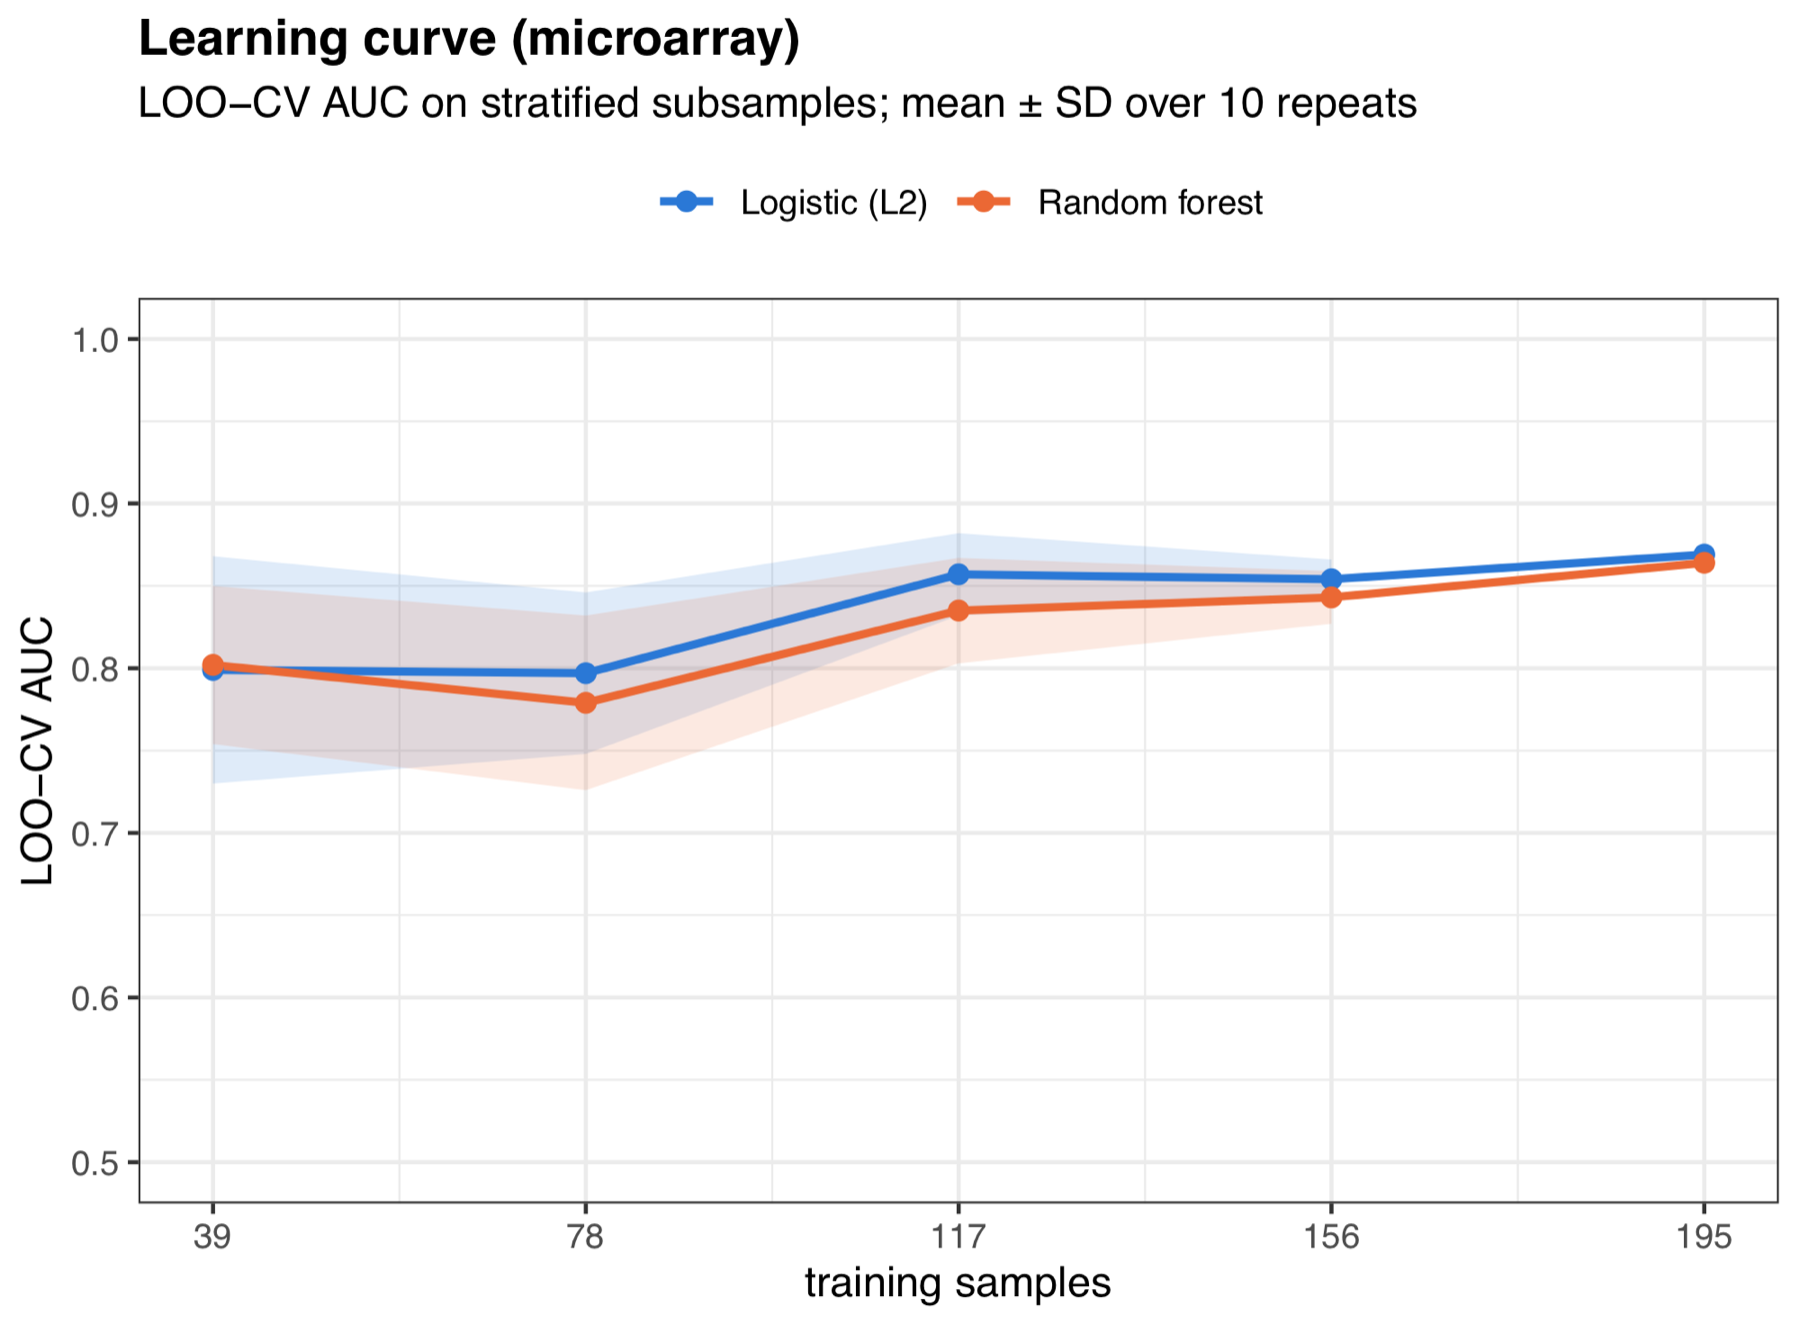 Learning curve (microarray)
LOO−CV AUC on stratified subsamples; mean ± SD over 10 repeats
Logistic (L2) Random forest
1.0
0.9
0.8
0.7
0.6
0.5
LOO−CV AUC
39 78 117 156 195
training samples